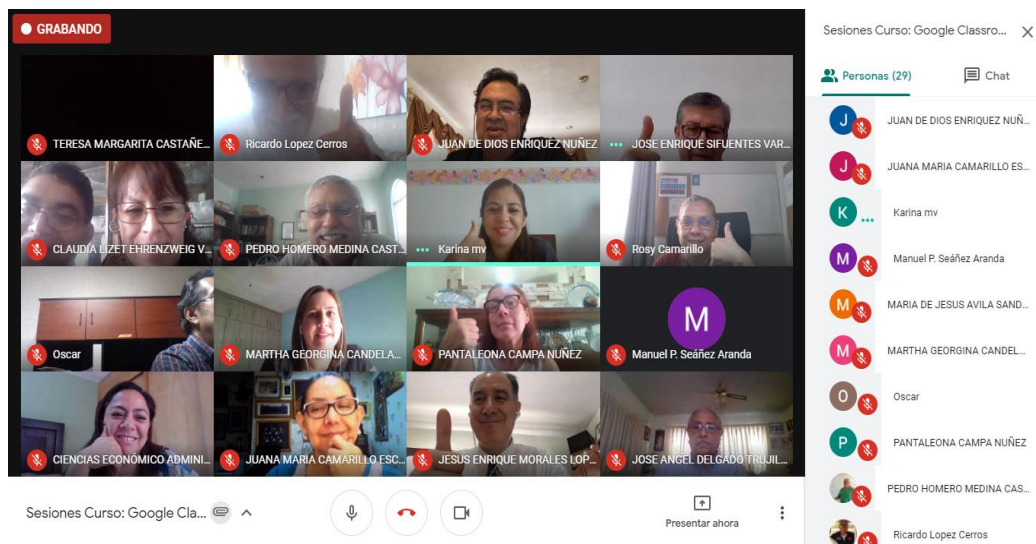 GRABANDO
TERESA MARGARITA CASTAÑE...
Ricardo Lopez Cerros
JUAN DE DIOS ENRIQUEZ NUÑEZ
JOSE ENRIQUE SIFUENTES VAR...
CLAUDIA LIZET EHRENZWEIG V...
PEDRO HOMERO MEDINA CAST...
Karina mv
Rosy Camarillo
Oscar
MARTHA GEORGINA CANDELA...
PANTALEONA CAMPA NUÑEZ
M
Manuel P. Seáñez Aranda
CIENCIAS ECONÓMICO ADMINI...
JUANA MARIA CAMARILLO ESC...
JESUS ENRIQUE MORALES LOP...
JOSE ANGEL DELGADO TRUJIL...
Sesiones Curso: Google Cla...
Presentar ahora
Sesiones Curso: Google Classro...
Personas (29)
Chat
J JUAN DE DIOS ENRIQUEZ NUÑ...
J JUANA MARIA CAMARILLO ES...
K Karina mv
M Manuel P. Seáñez Aranda
M MARIA DE JESUS AVILA SAND...
M MARTHA GEORGINA CANDEL...
O Oscar
P PANTALEONA CAMPA NUÑEZ
PEDRO HOMERO MEDINA CAS...
Ricardo Lopez Cerros